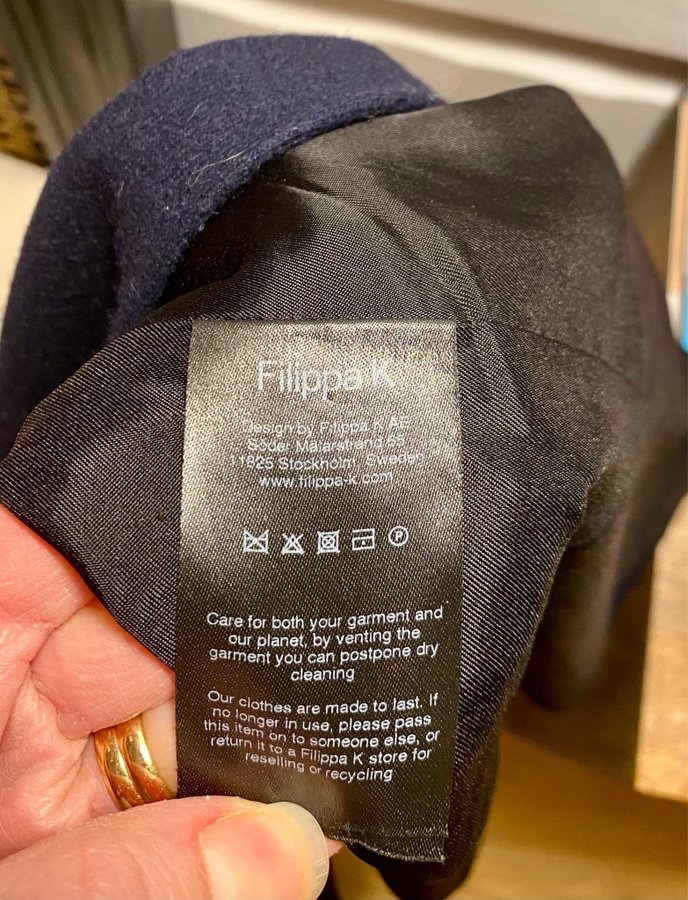 Filippa K
Design by Filippa K AB
Söder Mälarstrand 65
11825 Stockholm, Sweden
www.filippa-k.com
P
Care for both your garment and
our planet, by venting the
garment you can postpone dry
cleaning
Our clothes are made to last. If
no longer in use, please pass
this item on to someone else, or
return it to a Filippa K store for
reselling or recycling